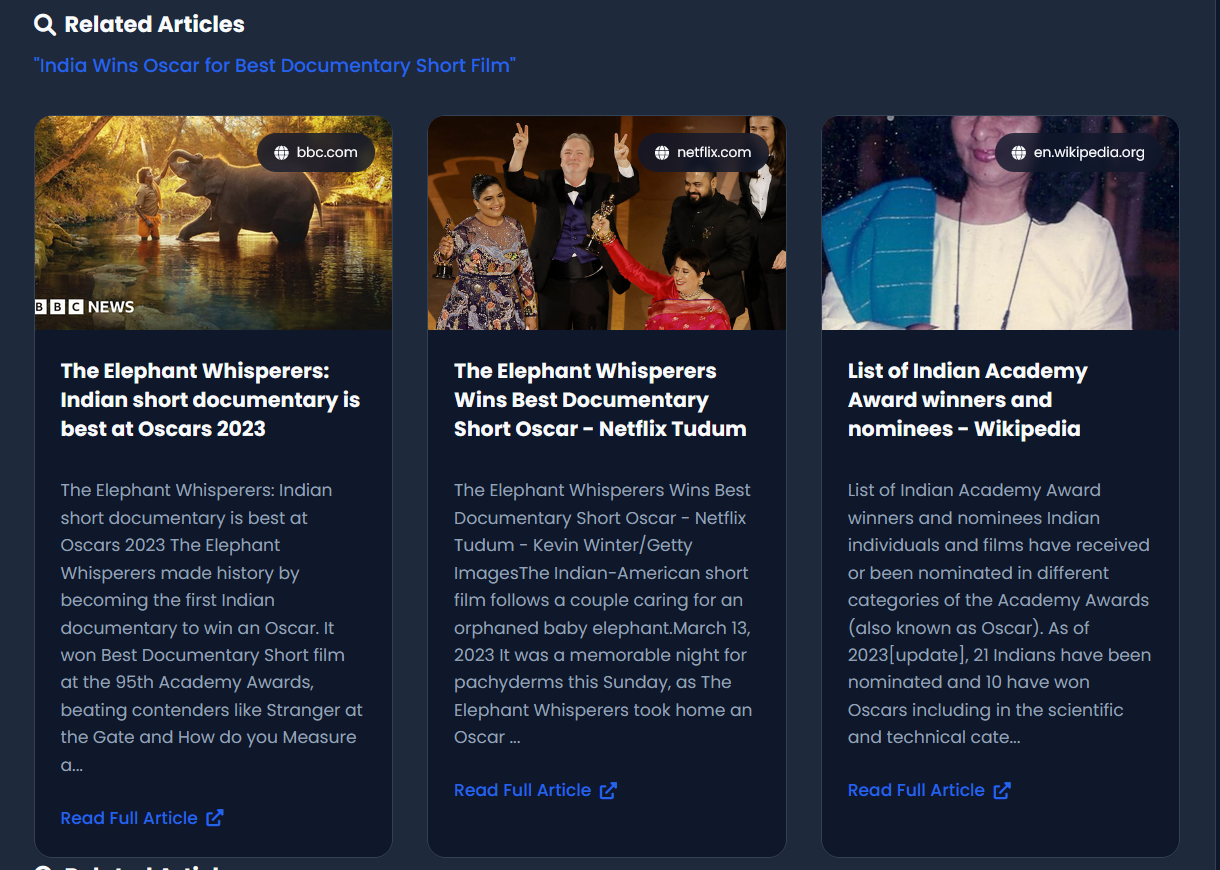 Related Articles
"India Wins Oscar for Best Documentary Short Film"
bbc.com
BBC NEWS
The Elephant Whisperers:
Indian short documentary is
best at Oscars 2023
The Elephant Whisperers: Indian
short documentary is best at
Oscars 2023 The Elephant
Whisperers made history by
becoming the first Indian
documentary to win an Oscar. It
won Best Documentary Short film
at the 95th Academy Awards,
beating contenders like Stranger at
the Gate and How do you Measure
a...
Read Full Article
netflix.com
The Elephant Whisperers
Wins Best Documentary
Short Oscar - Netflix Tudum
The Elephant Whisperers Wins Best
Documentary Short Oscar - Netflix
Tudum - Kevin Winter/Getty
ImagesThe Indian-American short
film follows a couple caring for an
orphaned baby elephant.March 13,
2023 It was a memorable night for
pachyderms this Sunday, as The
Elephant Whisperers took home an
Oscar ...
Read Full Article
en.wikipedia.org
List of Indian Academy
Award winners and
nominees - Wikipedia
List of Indian Academy Award
winners and nominees Indian
individuals and films have received
or been nominated in different
categories of the Academy Awards
(also known as Oscar). As of
2023[update], 21 Indians have been
nominated and 10 have won
Oscars including in the scientific
and technical cate...
Read Full Article